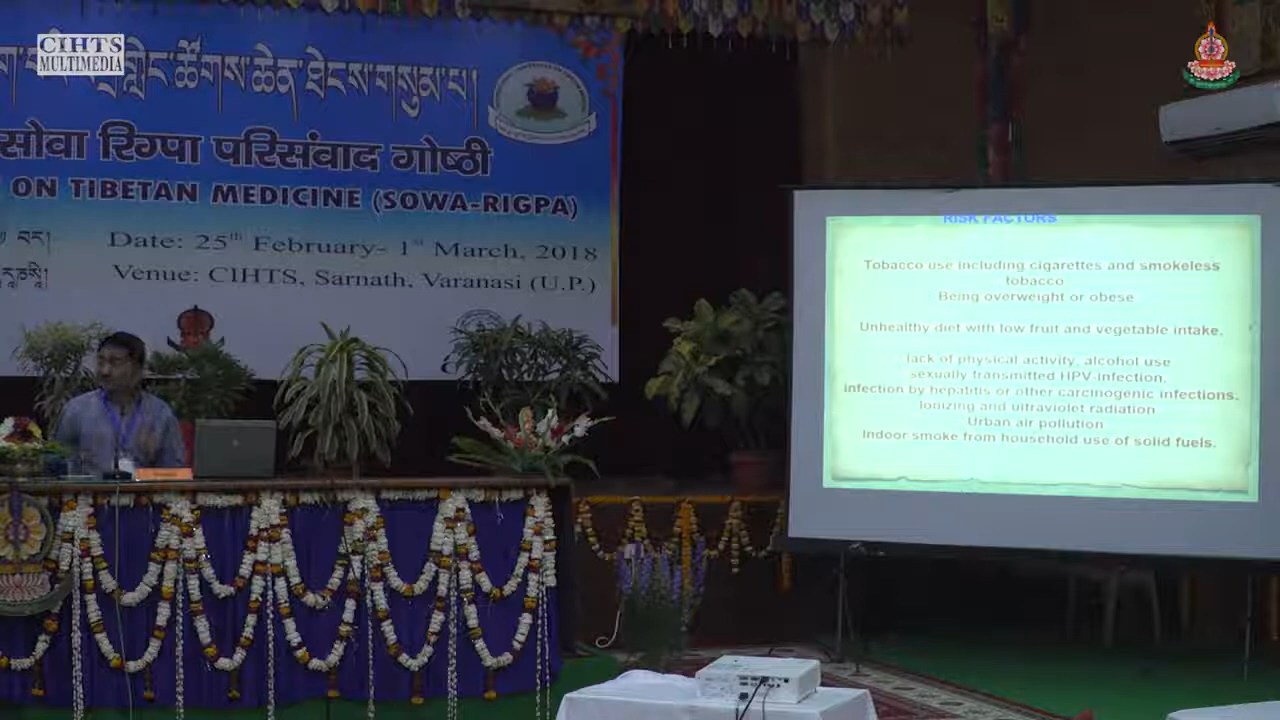 CIHTS
MULTIMEDIA
གླིང་ཚོགས་ཆེན་ཐེངས་གསུམ་པ།
सोवा रिग्पा परिसंवाद गोष्ठी
ON TIBETAN MEDICINE (SOWA-RIGPA)
Date: 25th February- 1st March, 2018
Venue: CIHTS, Sarnath, Varanasi (U.P.)
RISK FACTORS
Tobacco use including cigarettes and smokeless
tobacco
Being overweight or obese
Unhealthy diet with low fruit and vegetable intake.
lack of physical activity, alcohol use
sexually transmitted HPV-infection,
infection by hepatitis or other carcinogenic infections.
Ionizing and ultraviolet radiation
Urban air pollution
Indoor smoke from household use of solid fuels.